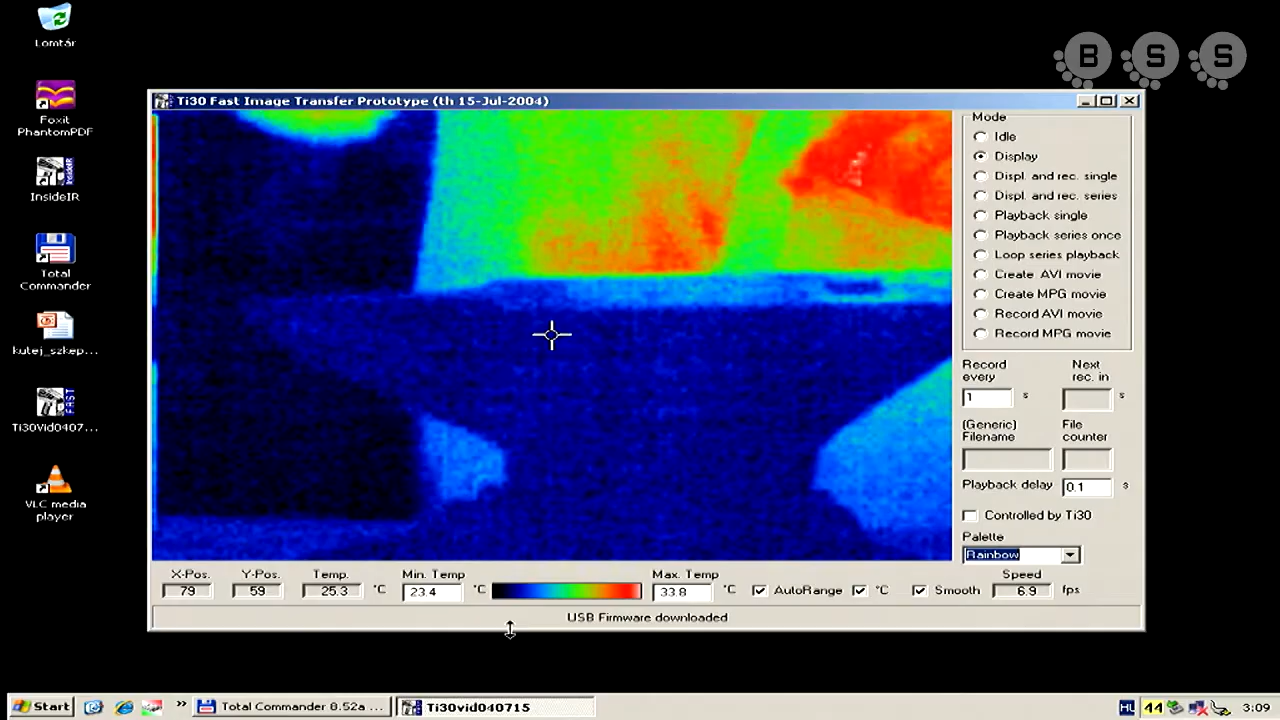 Lomtár
Foxit
PhantomPDF
InsideIR
Total
Commander
kutej_szkep...
Ti30Vid0407...
VLC media
player
B S S
Ti30 Fast Image Transfer Prototype (th 15-Jul-2004)
Mode
Idle
Display
Displ. and rec. single
Displ. and rec. series
Playback single
Playback series once
Loop series playback
Create AVI movie
Create MPG movie
Record AVI movie
Record MPG movie
Record every
1 s
Next rec. in
s
(Generic) Filename
File counter
Playback delay 0.1 s
Controlled by Ti30
Palette
Rainbow
X-Pos. Y-Pos. Temp. Min. Temp Max. Temp Speed
79 59 25.3 °C 23.4 °C 33.8 °C AutoRange °C Smooth 6.9 fps
USB Firmware downloaded
Start » Total Commander 8.52a ... Ti30vid040715 HU 44 3:09